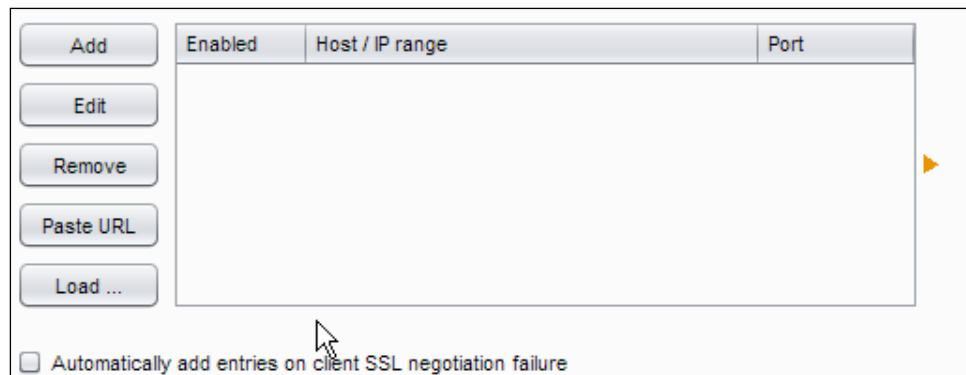 Add
Enabled Host / IP range Port
Edit
Remove
Paste URL
Load ...
Automatically add entries on client SSL negotiation failure